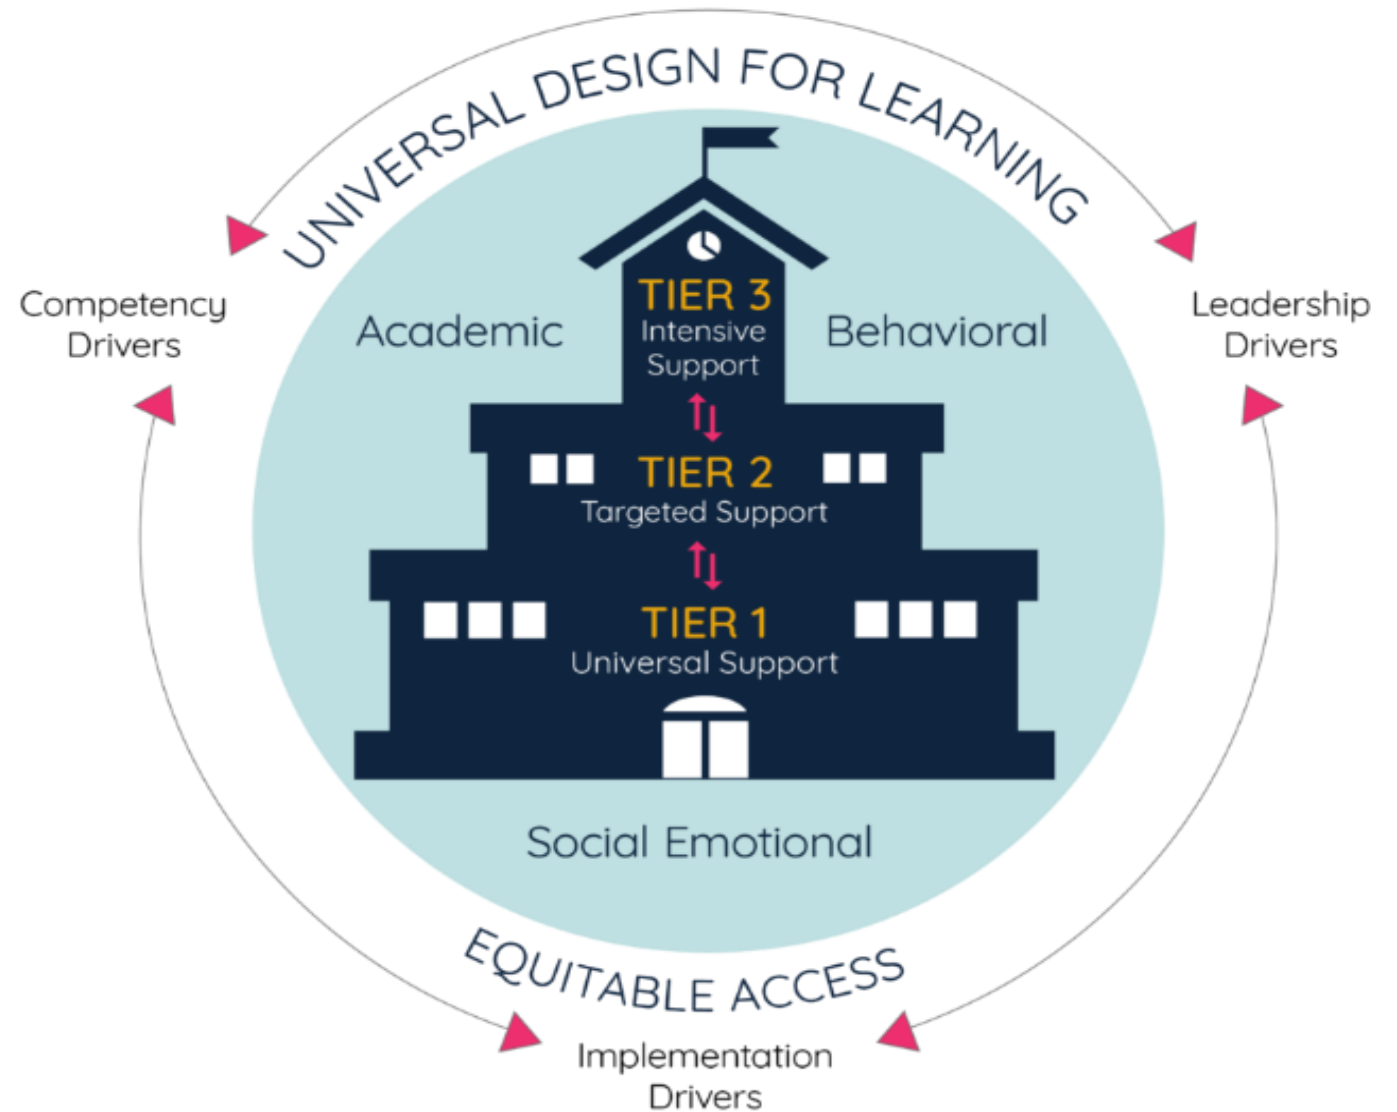 UNIVERSAL DESIGN FOR LEARNING
Competency
Drivers
Leadership
Drivers
Academic
Behavioral
TIER 3
Intensive
Support
TIER 2
Targeted Support
TIER 1
Universal Support
Social Emotional
EQUITABLE ACCESS
Implementation
Drivers